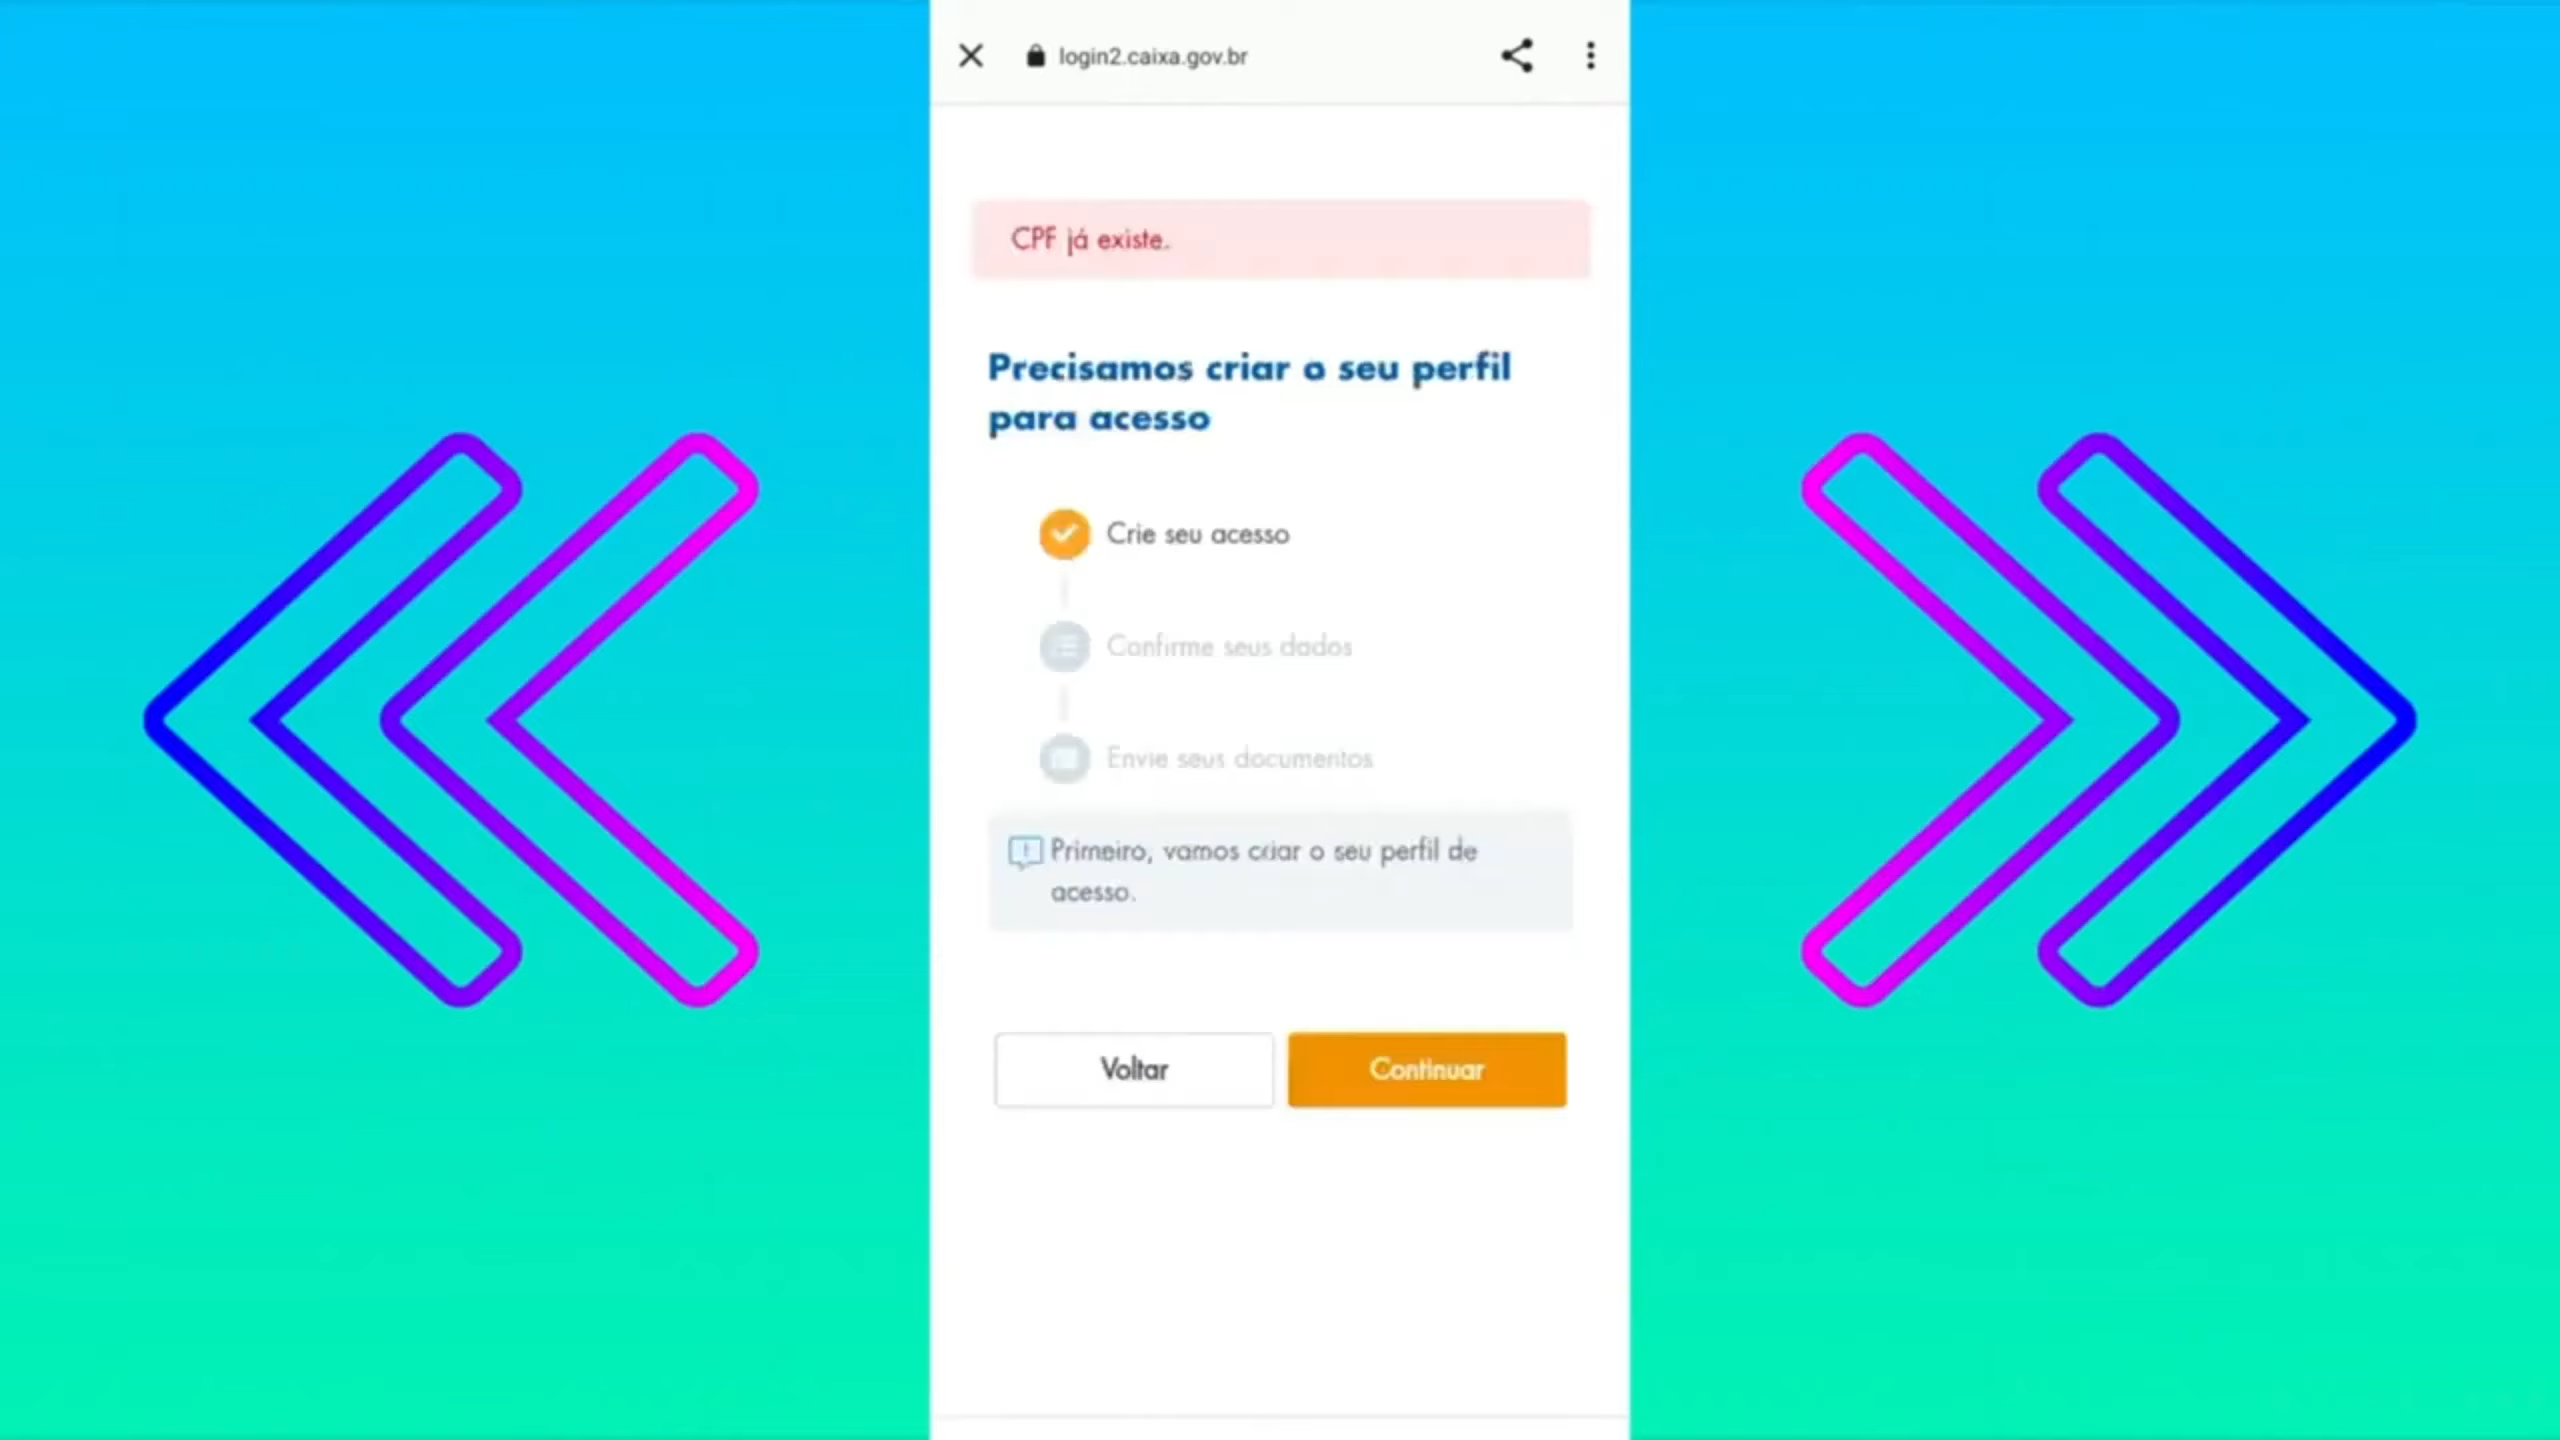 login2.caixa.gov.br
CPF já existe.
Precisamos criar o seu perfil
para acesso
Crie seu acesso
Confirme seus dados
Envie seus documentos
Primeiro, vamos criar o seu perfil de
acesso.
Voltar
Continuar